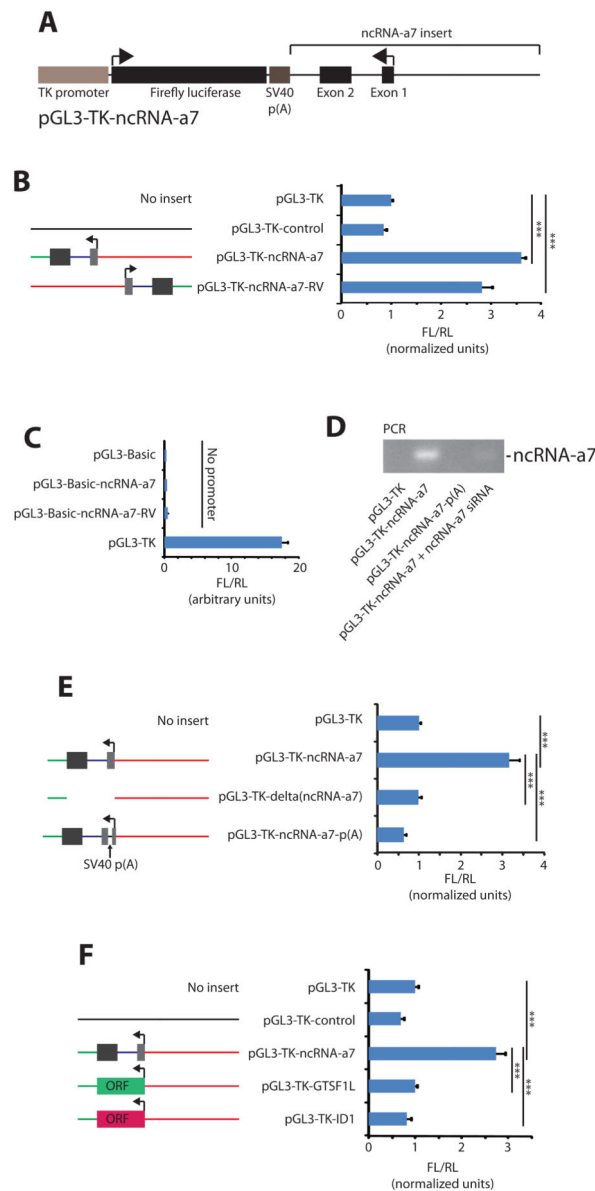 A
ncRNA-a7 insert
TK promoter
Firefly luciferase
SV40
p(A)
Exon 2
Exon 1
pGL3-TK-ncRNA-a7
B
No insert
pGL3-TK
pGL3-TK-control
pGL3-TK-ncRNA-a7
pGL3-TK-ncRNA-a7-RV
***
***
0 1 2 3 4
FL/RL
(normalized units)
C
pGL3-Basic
pGL3-Basic-ncRNA-a7
pGL3-Basic-ncRNA-a7-RV
pGL3-TK
No promoter
0 10 20
FL/RL
(arbitrary units)
D
PCR
-ncRNA-a7
pGL3-TK
pGL3-TK-ncRNA-a7
pGL3-TK-ncRNA-a7-p(A)
pGL3-TK-ncRNA-a7 + ncRNA-a7 siRNA
E
No insert
pGL3-TK
pGL3-TK-ncRNA-a7
pGL3-TK-delta(ncRNA-a7)
pGL3-TK-ncRNA-a7-p(A)
SV40 p(A)
***
***
***
0 1 2 3 4
FL/RL
(normalized units)
F
No insert
pGL3-TK
pGL3-TK-control
pGL3-TK-ncRNA-a7
ORF
pGL3-TK-GTSF1L
ORF
pGL3-TK-ID1
***
***
***
0 1 2 3
FL/RL
(normalized units)